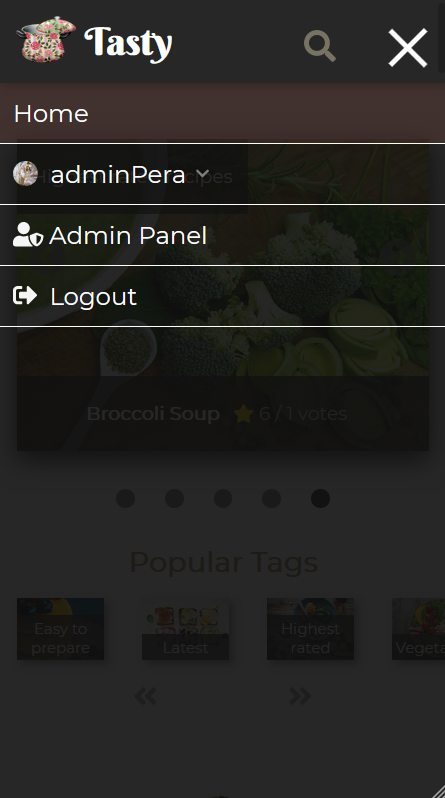 Tasty
Home
adminPera
Admin Panel
Logout
Broccoli Soup 6 / 1 votes
Popular Tags
Easy to
prepare
Latest
Highest
rated